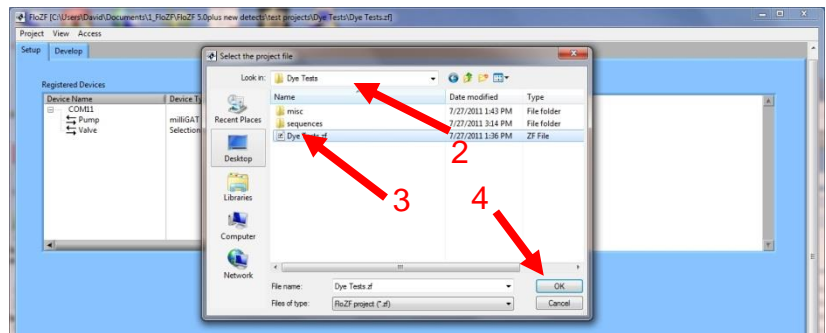 FloZF [C:\Users\David\Documents\1_FloZF\FloZF 5.0plus new detects\test projects\Dye Tests\Dye Tests.zf]
Project View Access
Setup Develop
Select the project file
Look in: Dye Tests
Registered Devices
Device Name Device Ty
COM11
Pump milliGAT
Valve Selection
Recent Places
Desktop
Libraries
Computer
Network
Name Date modified Type
misc 7/27/2011 1:43 PM File folder
sequences 7/27/2011 3:14 PM File folder
Dye Tests.zf 7/27/2011 1:36 PM ZF File
2
3
4
File name: Dye Tests.zf OK
Files of type: FloZF project (*.zf) Cancel